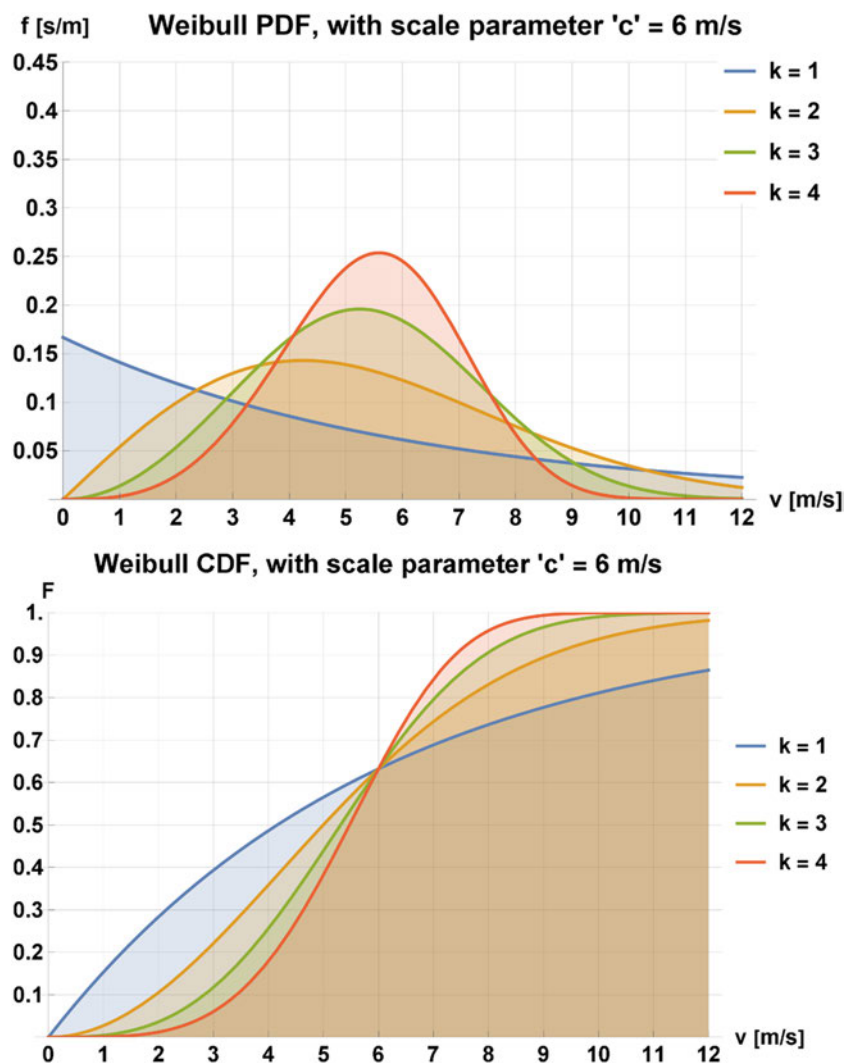 f [s/m]
Weibull PDF, with scale parameter 'c' = 6 m/s
0.45
0.4
0.35
0.3
0.25
0.2
0.15
0.1
0.05
k = 1
k = 2
k = 3
k = 4
0 1 2 3 4 5 6 7 8 9 10 11 12
v [m/s]
Weibull CDF, with scale parameter 'c' = 6 m/s
F
1.
0.9
0.8
0.7
0.6
0.5
0.4
0.3
0.2
0.1
k = 1
k = 2
k = 3
k = 4
0 1 2 3 4 5 6 7 8 9 10 11 12
v [m/s]